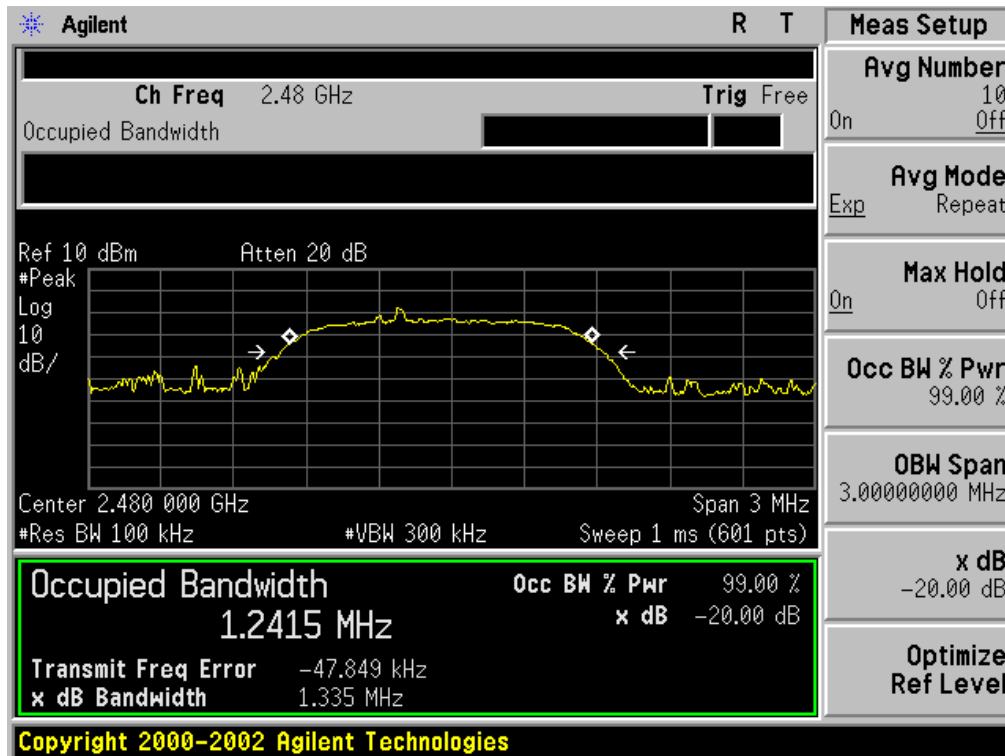 Agilent R T
Ch Freq 2.48 GHz Trig Free
Occupied Bandwidth
Ref 10 dBm Atten 20 dB
#Peak
Log
10
dB/
Center 2.480 000 GHz Span 3 MHz
#Res BW 100 kHz #VBW 300 kHz Sweep 1 ms (601 pts)
Occupied Bandwidth Occ BW % Pwr 99.00 %
1.2415 MHz x dB -20.00 dB
Transmit Freq Error -47.849 kHz
x dB Bandwidth 1.335 MHz
Copyright 2000-2002 Agilent Technologies
Meas Setup
Avg Number
10
On Off
Avg Mode
Exp Repeat
Max Hold
On Off
Occ BW % Pwr
99.00 %
OBW Span
3.00000000 MHz
x dB
-20.00 dB
Optimize
Ref Level